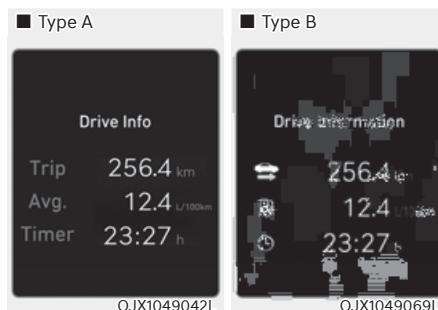 ■ Type A
Drive Info
Trip 256.4 km
Avg. 12.4 L/100km
Timer 23:27 h
OJX1049042L
■ Type B
256.4
12.4
23:27 h
OJX1049069L